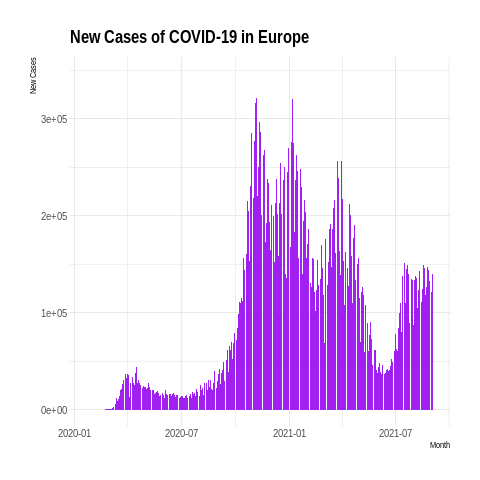 New Cases of COVID-19 in Europe
New Cases
3e+05
2e+05
1e+05
0e+00
2020-01
2020-07
2021-01
2021-07
Month